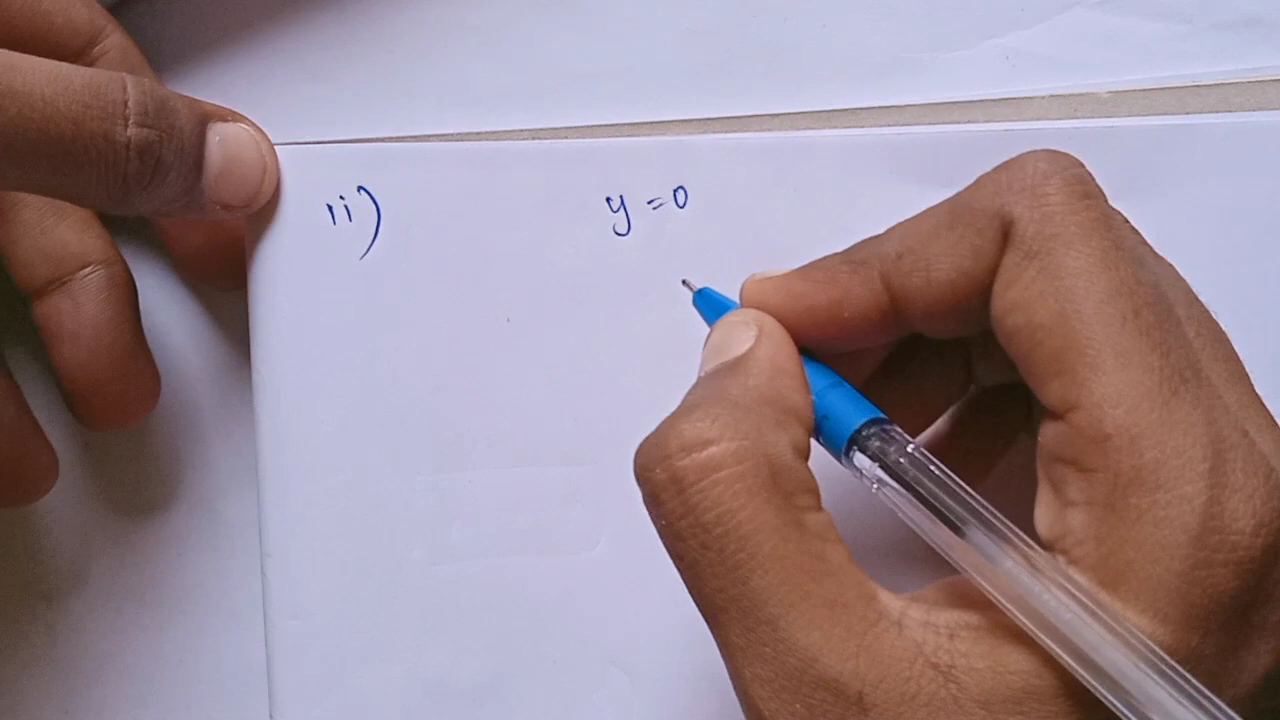 ii) y = 0